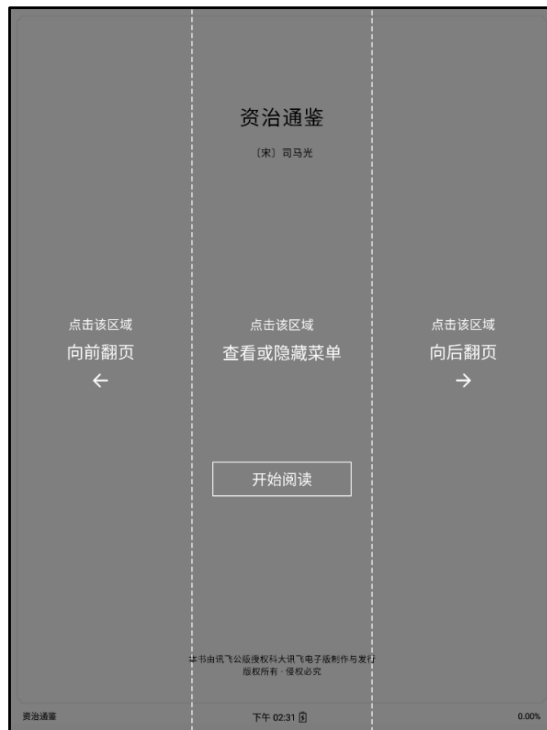 资治通鉴
〔宋〕司马光
点击该区域
向前翻页
←
点击该区域
查看或隐藏菜单
点击该区域
向后翻页
→
开始阅读
本书由讯飞公版授权科大讯飞电子版制作与发行
版权所有 · 侵权必究
资治通鉴
下午 02:31
0.00%